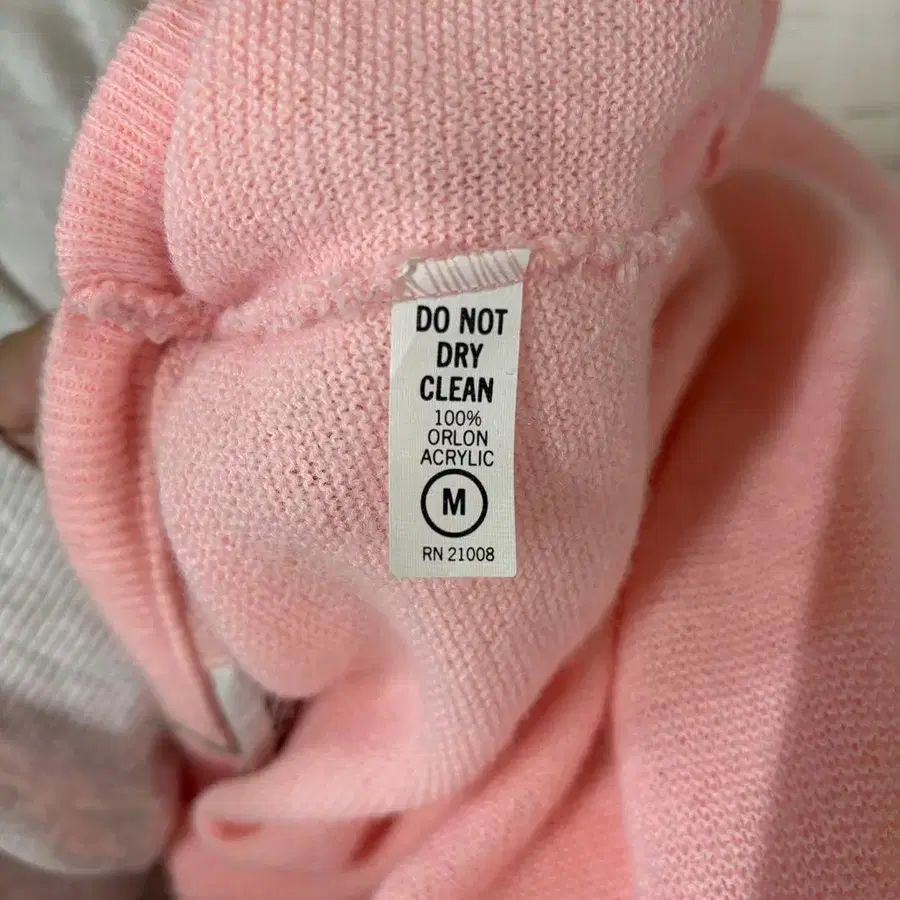 DO NOT
DRY
CLEAN
100%
ORLON
ACRYLIC
M
RN 21008